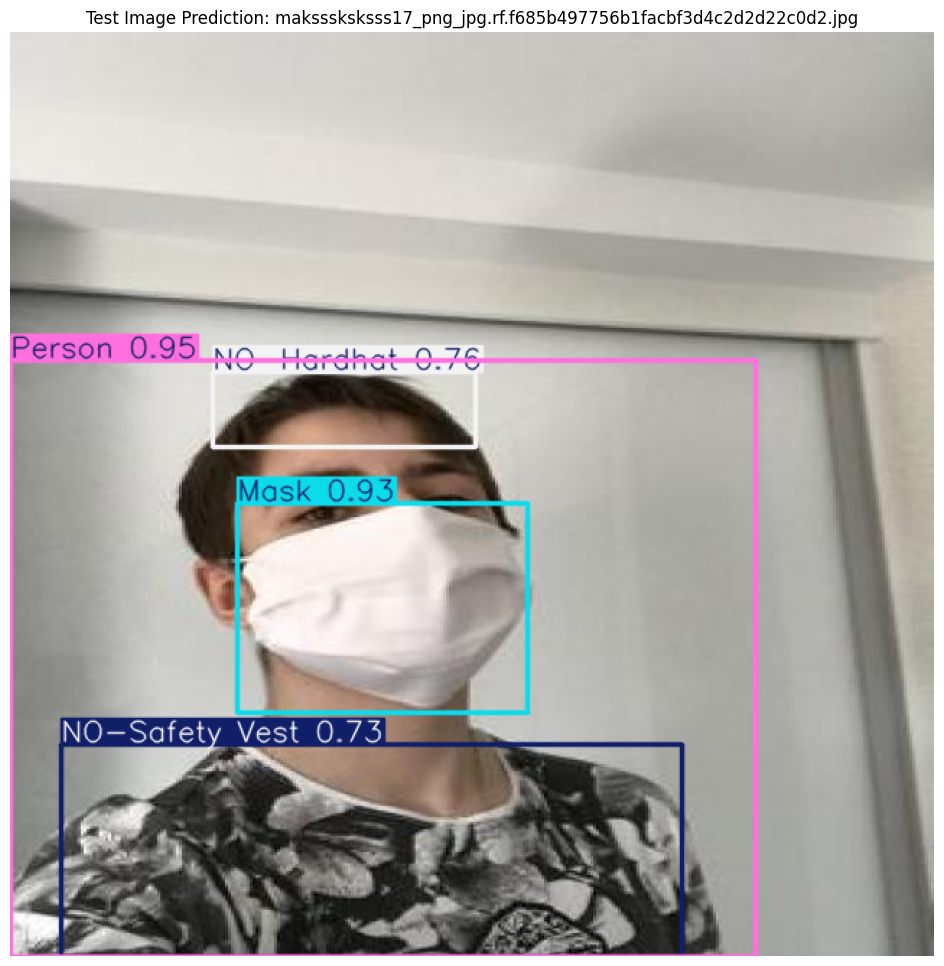 Test Image Prediction: maksssksksss17_png_jpg.rf.f685b497756b1facbf3d4c2d2d22c0d2.jpg
Person 0.95
NO-Hardhat 0.76
Mask 0.93
NO-Safety Vest 0.73